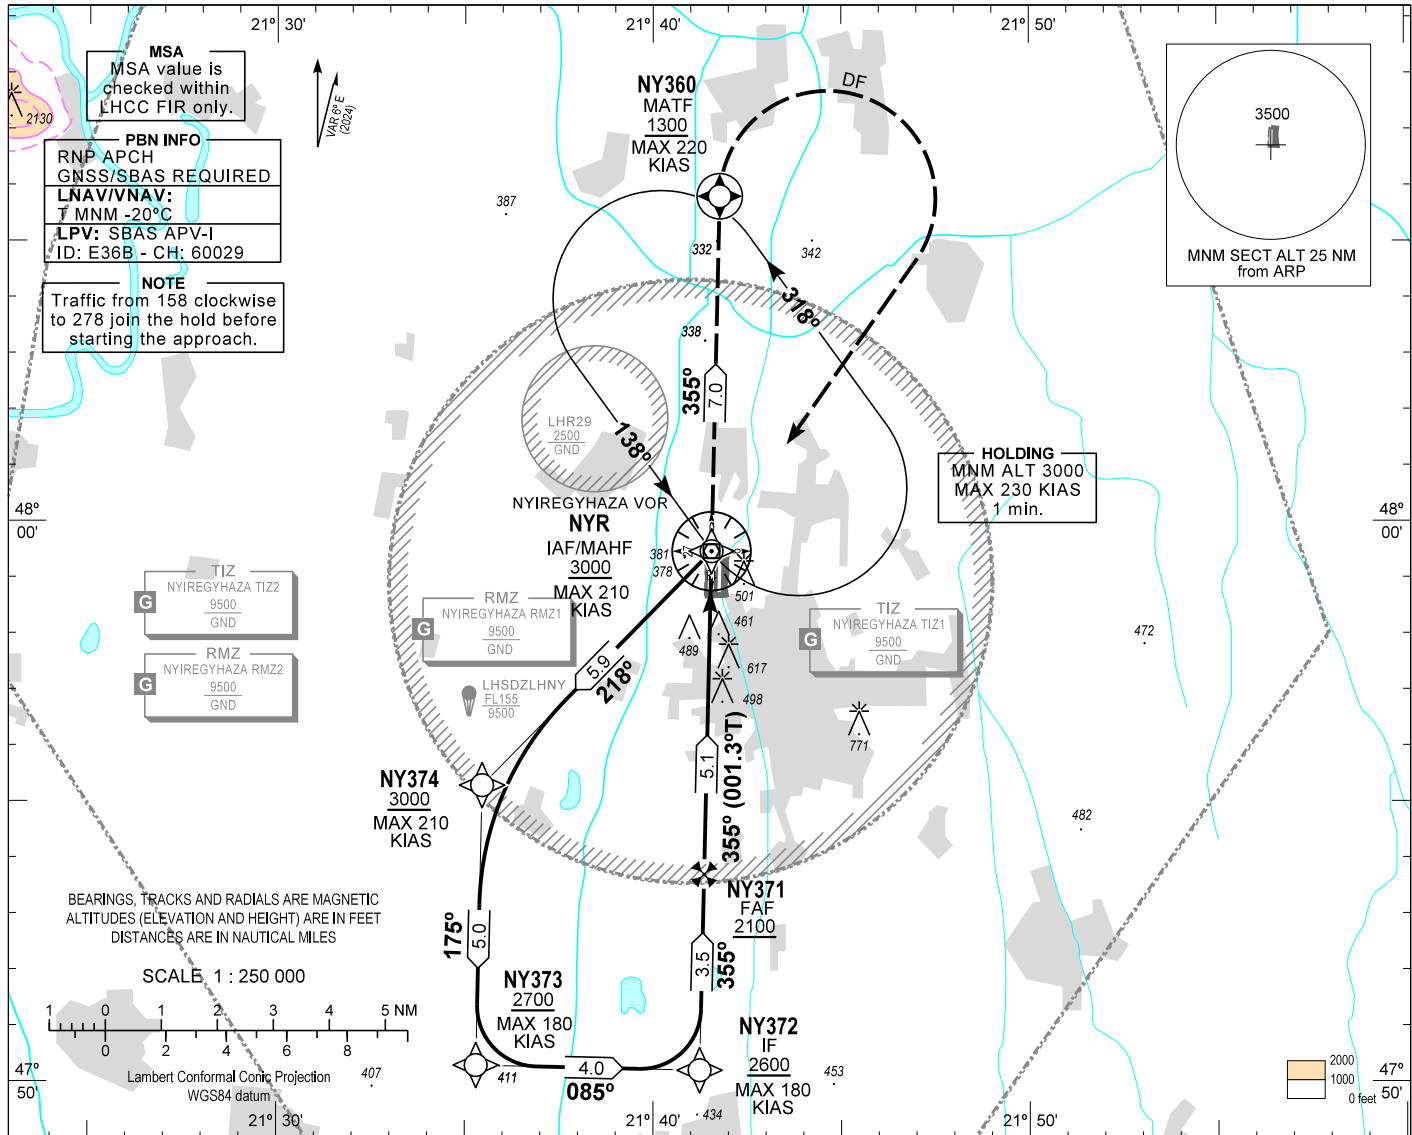 21° 30'
21° 40'
21° 50'
MSA
MSA value is
checked within
LHCC FIR only.
2130
VAR 6° E
(2024)
PBN INFO
RNP APCH
GNSS/SBAS REQUIRED
LNAV/VNAV:
7 MNM -20°C
LPV: SBAS APV-I
ID: E36B - CH: 60029
NOTE
Traffic from 158 clockwise
to 278 join the hold before
starting the approach.
NY360
MATF
1300
MAX 220
KIAS
DF
3500
MNM SECT ALT 25 NM
from ARP
387
332
342
338
318°
355°
7.0
138°
LHR29
2500
GND
HOLDING
MNM ALT 3000
MAX 230 KIAS
1 min.
48°
00'
48°
00'
NYIREGYHAZA VOR
NYR
IAF/MAHF
3000
MAX 210
KIAS
381
378
501
461
489
617
498
771
472
482
TIZ
NYIREGYHAZA TIZ2
9500
GND
G
RMZ
NYIREGYHAZA RMZ2
9500
GND
G
RMZ
NYIREGYHAZA RMZ1
9500
GND
G
TIZ
NYIREGYHAZA TIZ1
9500
GND
G
LHSDZLHNY
FL155
9500
5.9
218°
5.1
355° (001.3°T)
NY374
3000
MAX 210
KIAS
NY371
FAF
2100
175°
5.0
3.5
355°
BEARINGS, TRACKS AND RADIALS ARE MAGNETIC
ALTITUDES (ELEVATION AND HEIGHT) ARE IN FEET
DISTANCES ARE IN NAUTICAL MILES
SCALE 1 : 250 000
1 0 1 2 3 4 5 NM
0 2 4 6 8
Lambert Conformal Conic Projection
WGS84 datum
407
NY373
2700
MAX 180
KIAS
411
4.0
085°
NY372
IF
2600
MAX 180
KIAS
434
453
2000
1000
0 feet
47°
50'
47°
50'
21° 30'
21° 40'
21° 50'